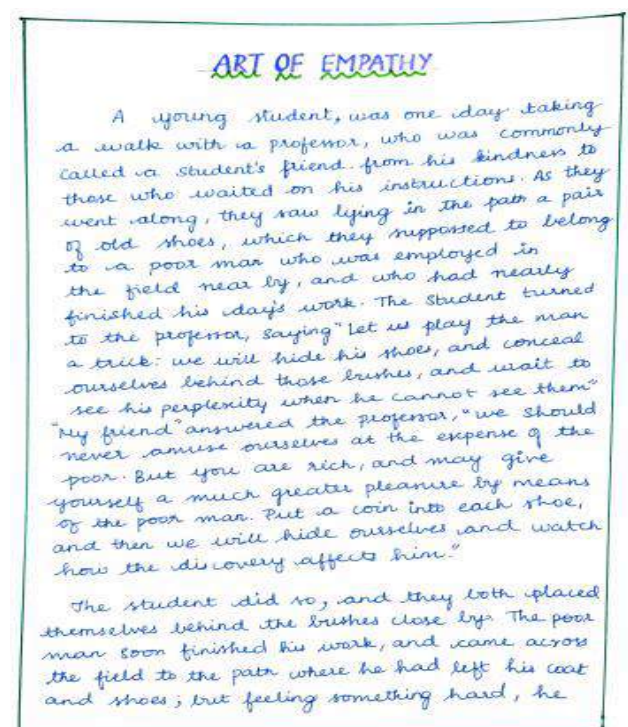 ART OF EMPATHY
A young student, was one day taking
a walk with a professor, who was commonly
called a student's friend from his kindness to
those who waited on his instructions. As they
went along, they saw lying in the path a pair
of old shoes, which they supposed to belong
to a poor man who was employed in
the field near by, and who had nearly
finished his day's work. The student turned
to the professor, saying "let us play the man
a trick: we will hide his shoes, and conceal
ourselves behind those bushes, and wait to
see his perplexity when he cannot see them"
"My friend" answered the professor, "we should
never amuse ourselves at the expense of the
poor. But you are rich, and may give
yourself a much greater pleasure by means
of the poor man. Put a coin into each shoe,
and then we will hide ourselves and watch
how the discovery affects him."
The student did so, and they both placed
themselves behind the bushes close by. The poor
man soon finished his work, and came across
the field to the path where he had left his coat
and shoes; but feeling something hard, he